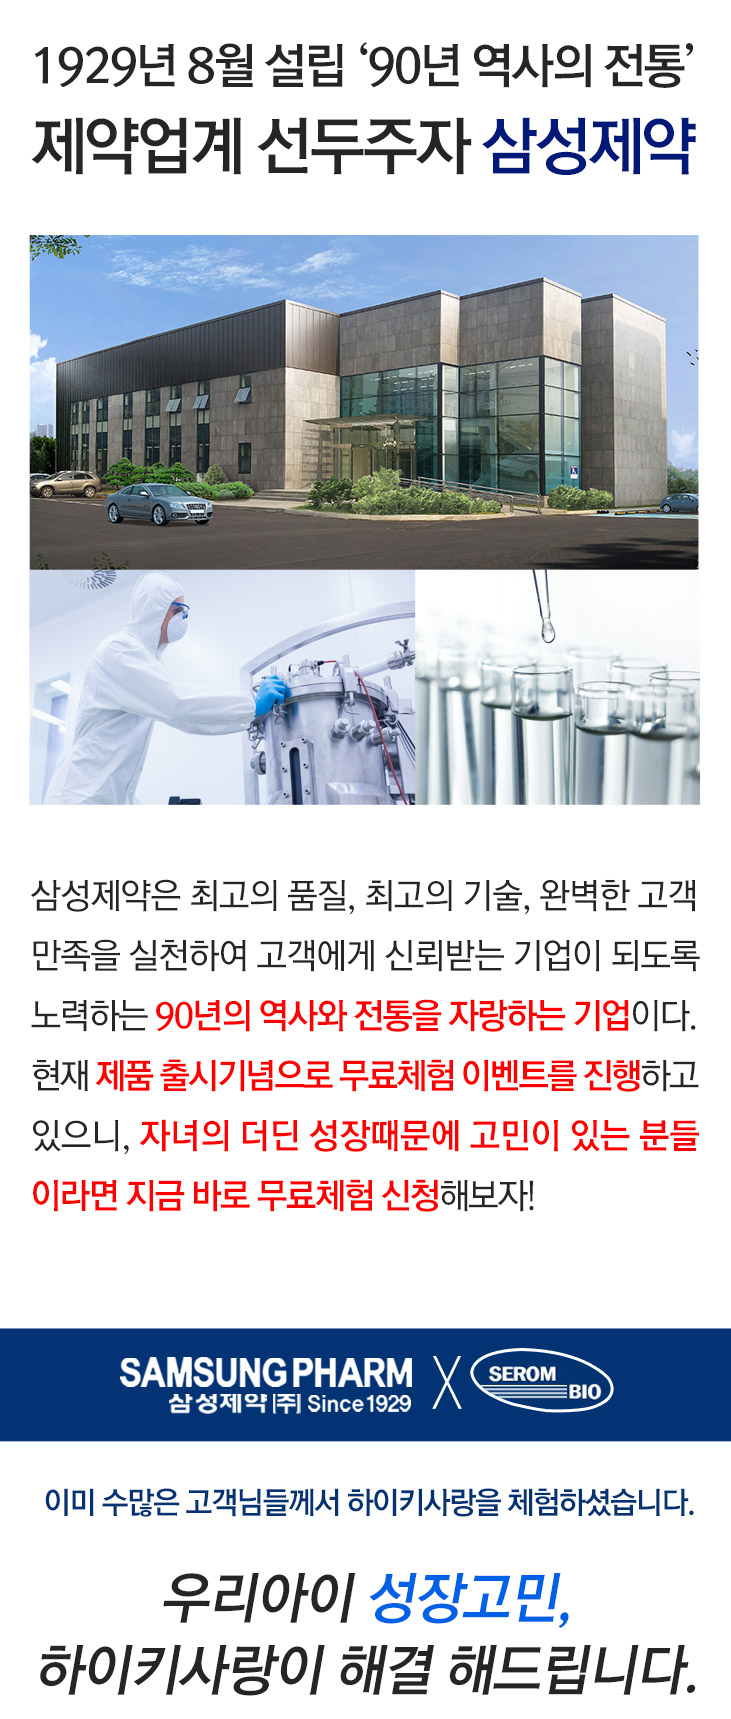 1929년 8월 설립 ‘90년 역사의 전통’
제약업계 선두주자 삼성제약
삼성제약은 최고의 품질, 최고의 기술, 완벽한 고객
만족을 실천하여 고객에게 신뢰받는 기업이 되도록
노력하는 90년의 역사와 전통을 자랑하는 기업이다.
현재 제품 출시기념으로 무료체험 이벤트를 진행하고
있으니, 자녀의 더딘 성장때문에 고민이 있는 분들
이라면 지금 바로 무료체험 신청해보자!
SAMSUNG PHARM X SEROM BIO
삼성제약(주) Since 1929
이미 수많은 고객님들께서 하이키사랑을 체험하셨습니다.
우리아이 성장고민,
하이키사랑이 해결 해드립니다.